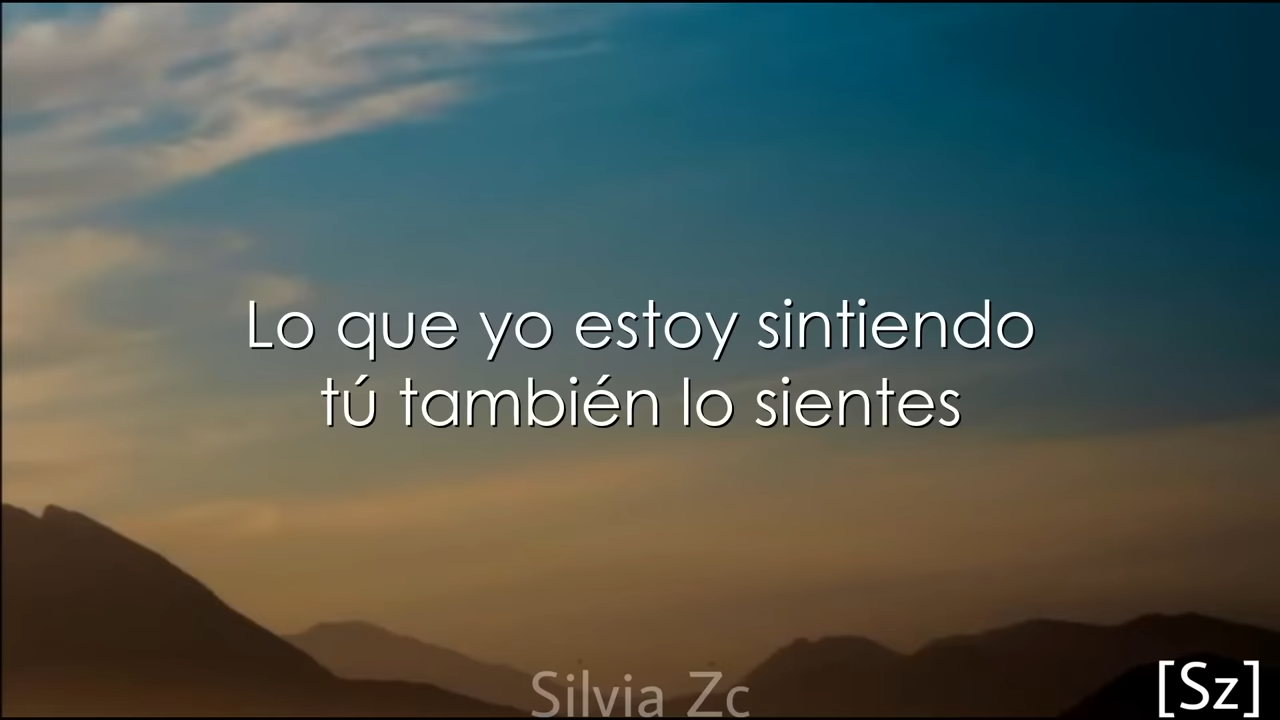 Lo que yo estoy sintiendo
tú también lo sientes
Silvia Zc
[Sz]